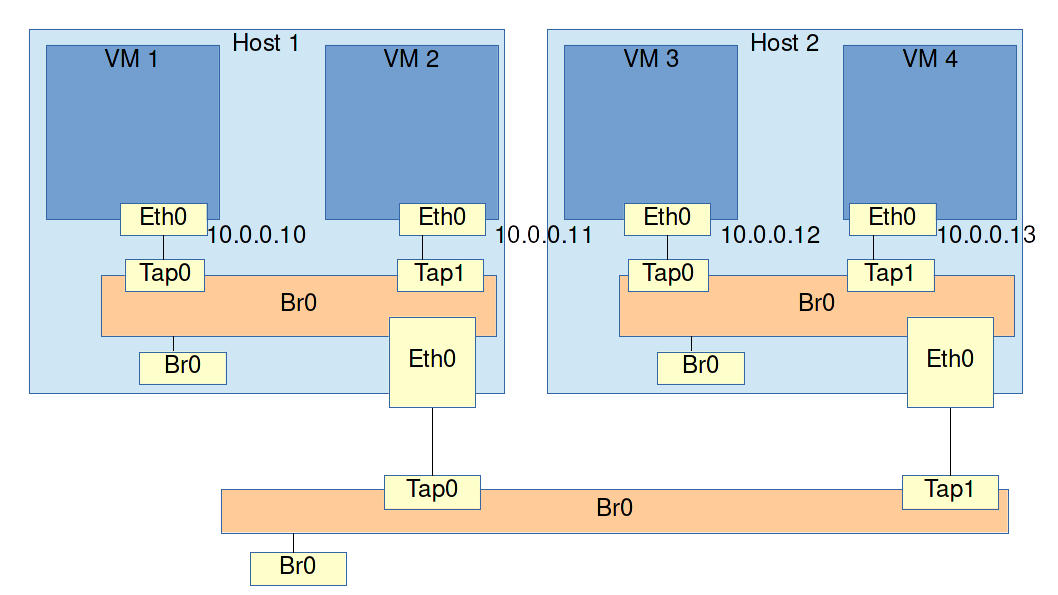 Host 1
VM 1
VM 2
Eth0
10.0.0.10
Eth0
10.0.0.11
Tap0
Tap1
Br0
Br0
Eth0
Host 2
VM 3
VM 4
Eth0
10.0.0.12
Eth0
10.0.0.13
Tap0
Tap1
Br0
Br0
Eth0
Tap0
Tap1
Br0
Br0